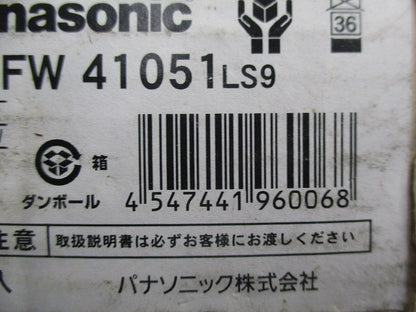 nasonic
36
FW 41051LS9
箱
ダンボール
4 547441 960068
注意 取扱説明書は必ずお客様にお渡しください
パナソニック株式会社